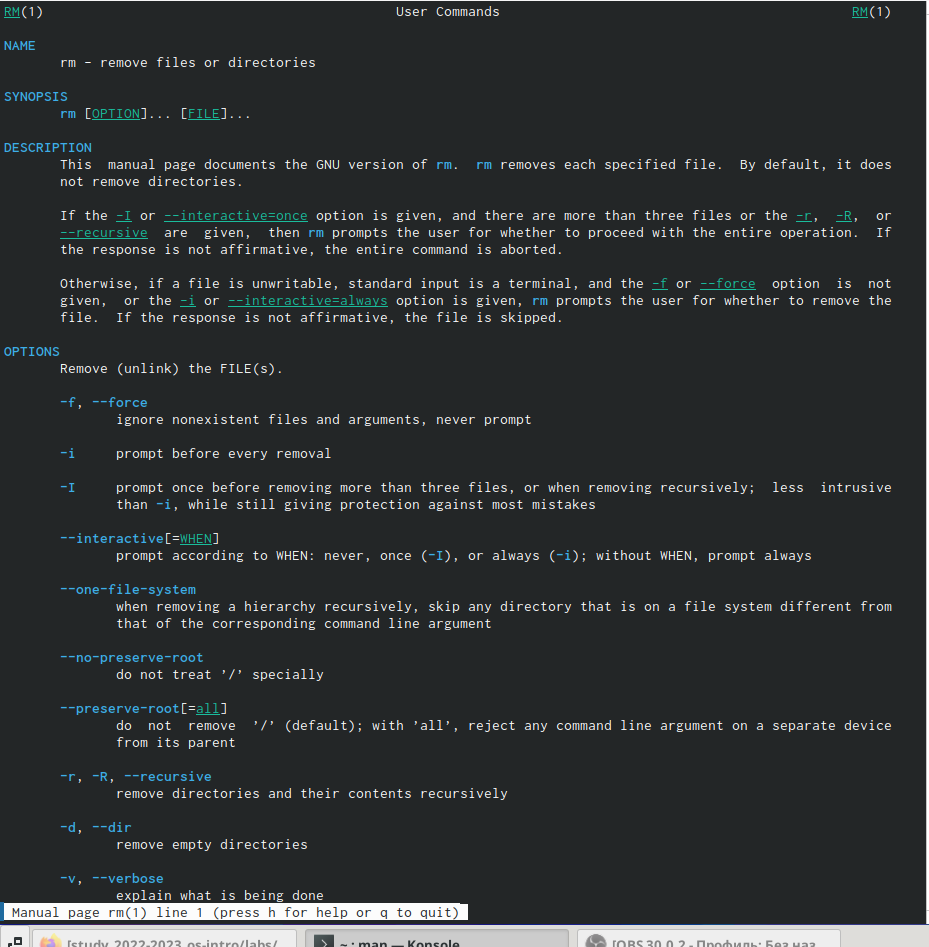 RM(1) User Commands RM(1)
NAME
rm - remove files or directories
SYNOPSIS
rm [OPTION]... [FILE]...
DESCRIPTION
This manual page documents the GNU version of rm. rm removes each specified file. By default, it does
not remove directories.
If the -I or --interactive=once option is given, and there are more than three files or the -r, -R, or
--recursive are given, then rm prompts the user for whether to proceed with the entire operation. If
the response is not affirmative, the entire command is aborted.
Otherwise, if a file is unwritable, standard input is a terminal, and the -f or --force option is not
given, or the -i or --interactive=always option is given, rm prompts the user for whether to remove the
file. If the response is not affirmative, the file is skipped.
OPTIONS
Remove (unlink) the FILE(s).
-f, --force
ignore nonexistent files and arguments, never prompt
-i prompt before every removal
-I prompt once before removing more than three files, or when removing recursively; less intrusive
than -i, while still giving protection against most mistakes
--interactive[=WHEN]
prompt according to WHEN: never, once (-I), or always (-i); without WHEN, prompt always
--one-file-system
when removing a hierarchy recursively, skip any directory that is on a file system different from
that of the corresponding command line argument
--no-preserve-root
do not treat ’/’ specially
--preserve-root[=all]
do not remove ’/’ (default); with ’all’, reject any command line argument on a separate device
from its parent
-r, -R, --recursive
remove directories and their contents recursively
-d, --dir
remove empty directories
-v, --verbose
explain what is being done
Manual page rm(1) line 1 (press h for help or q to quit)
[study_2022-2023_os-intro/labs/ ~ : man — Konsole [OBS 30.0.2 - Профиль: Без наз